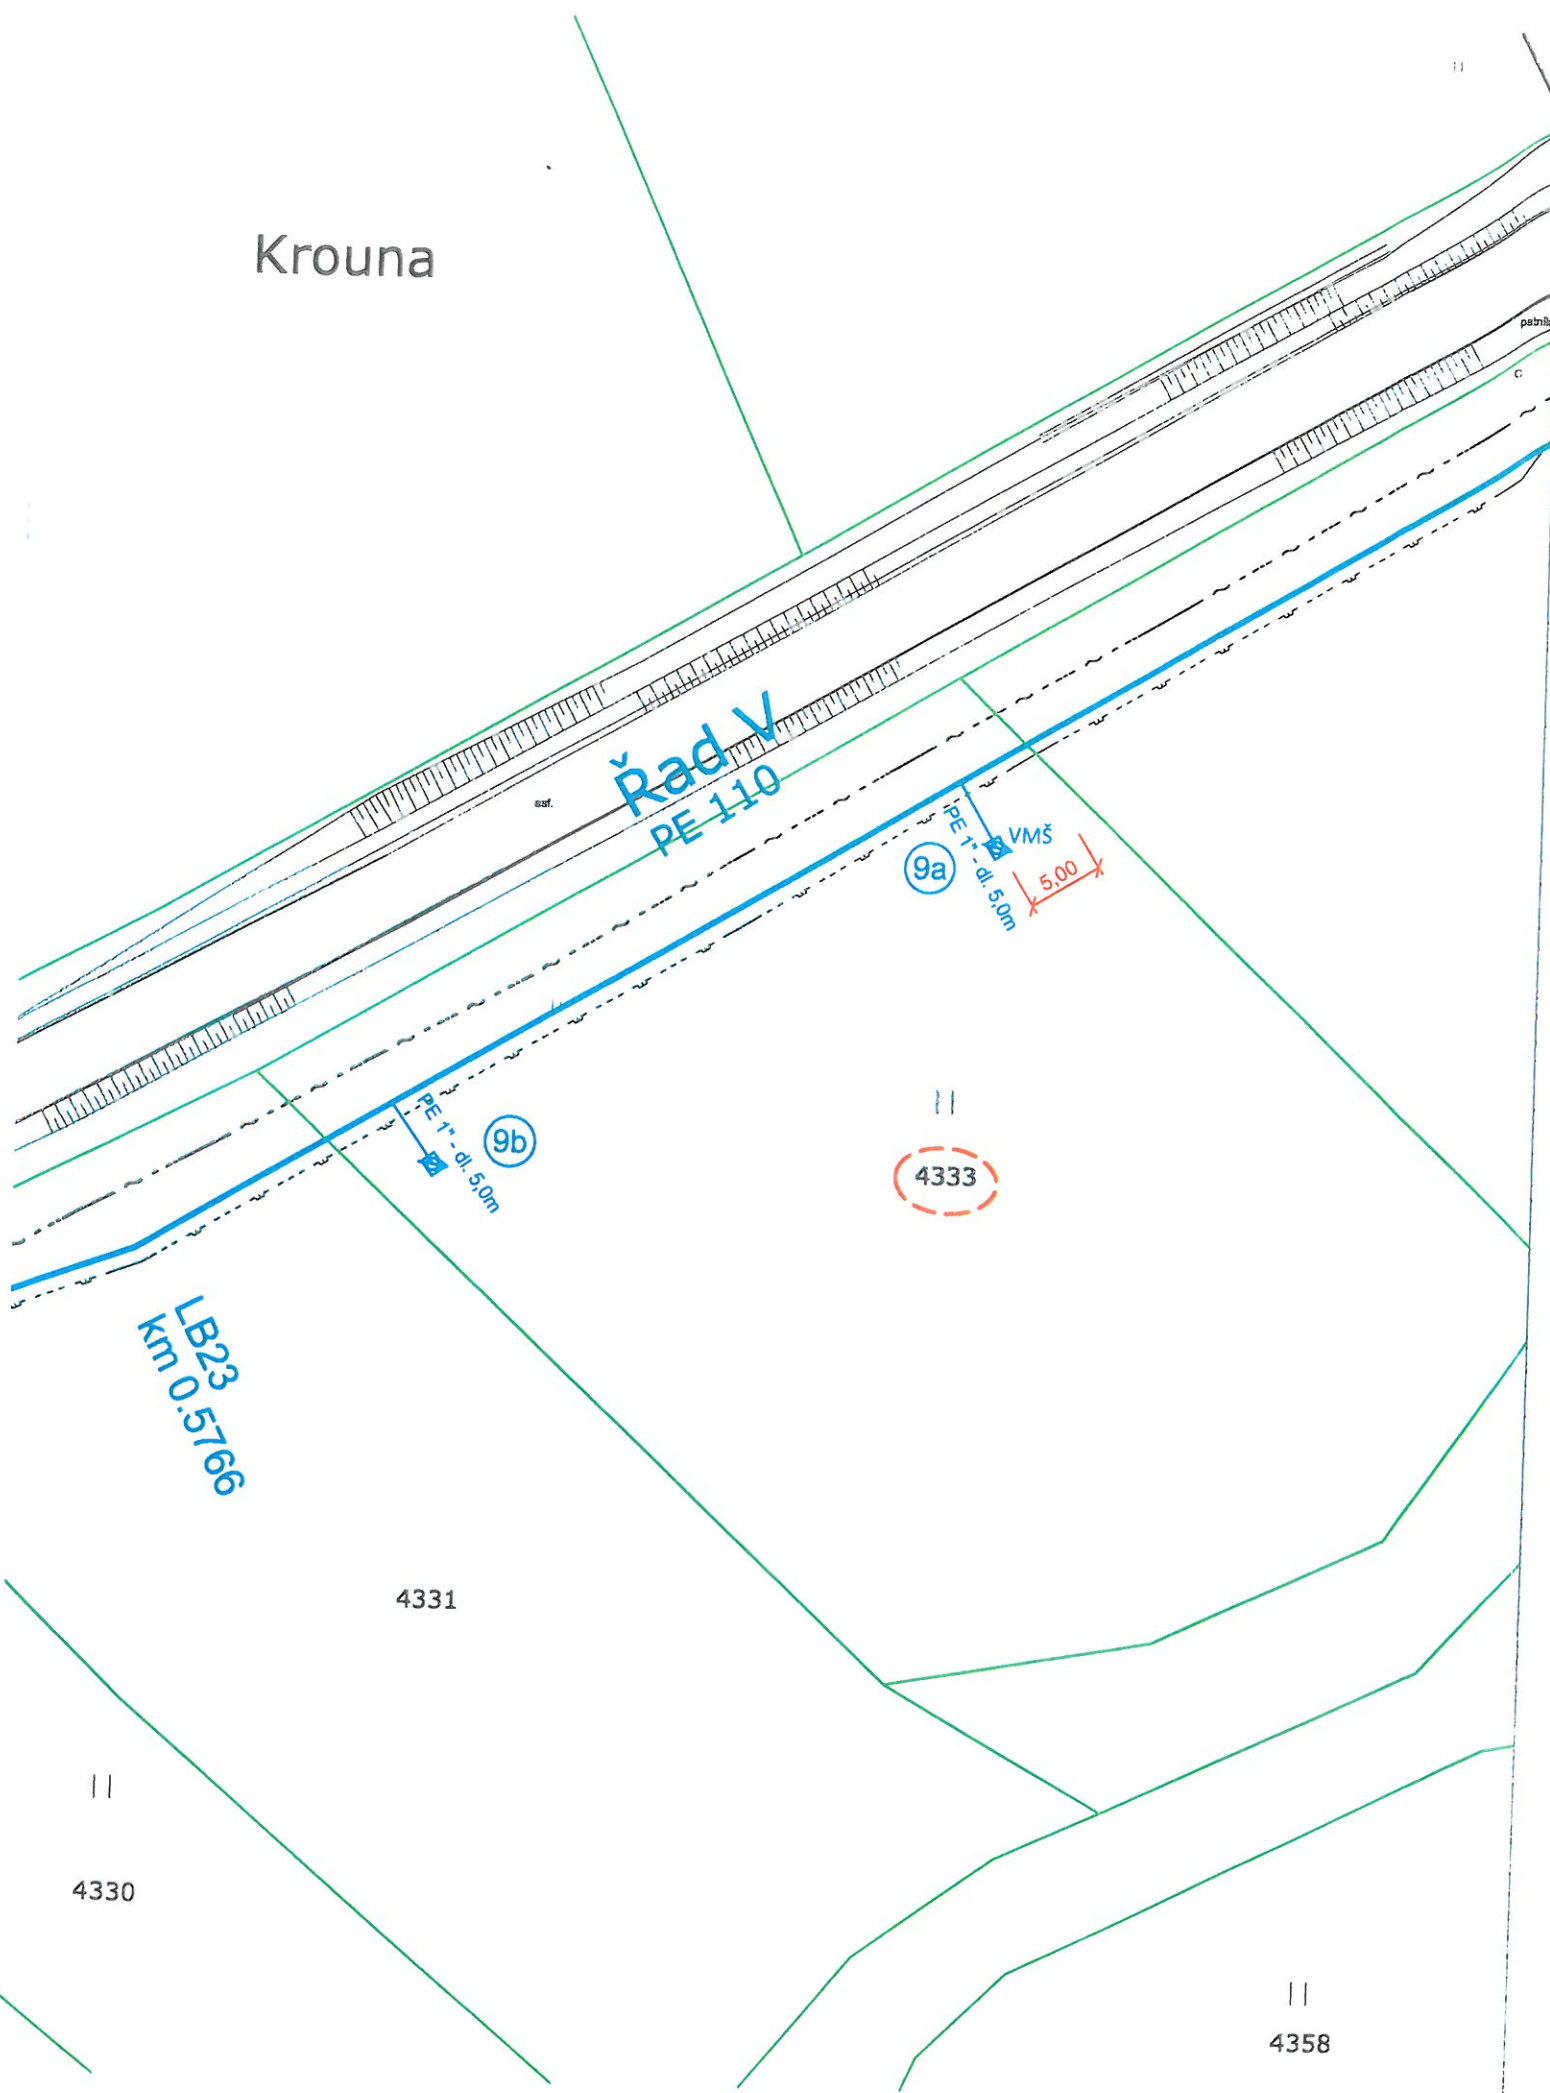 Krouna
Řad V
PE 110
asf.
c
PE 1" - dl. 5,0m
VMŠ
9a
5,00
PE 1" - dl. 5,0m
9b
4333
LB23
km 0.5766
4331
4330
4358